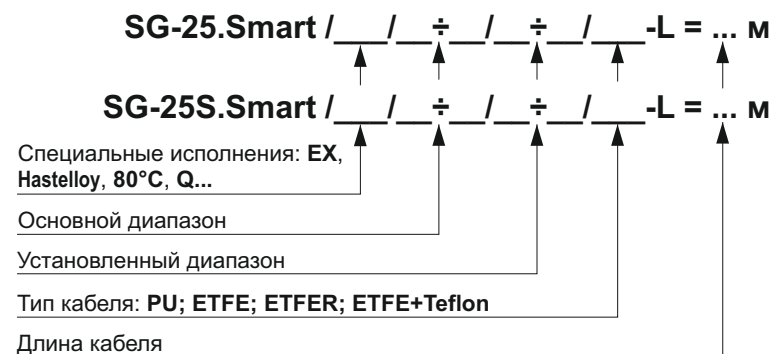 SG-25.Smart /___/__÷__/__÷__/___-L = ... м
SG-25S.Smart /___/__÷__/__÷__/___-L = ... м
Специальные исполнения: EX,
Hastelloy, 80°C, Q...
Основной диапазон
Установленный диапазон
Тип кабеля: PU; ETFE; ETFER; ETFE+Teflon
Длина кабеля